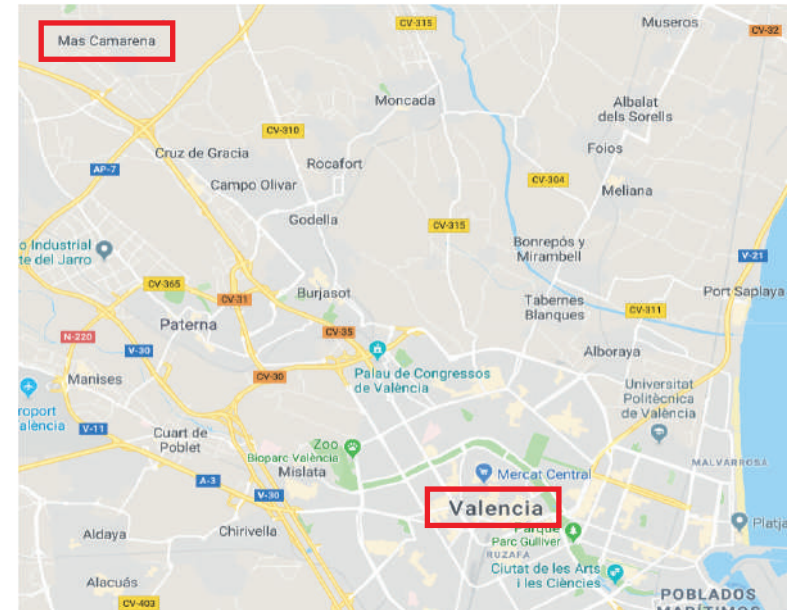 CV-315
Museros
CV-32
Mas Camarena
Moncada
Albalat
dels Sorells
CV-310
Cruz de Gracia
Rocafort
Foios
AP-7
Campo Olivar
CV-304
Meliana
Godella
CV-315
o Industrial
te del Jarro
Bonrepós y
Mirambell
V-21
CV-365
CV-31
Burjasot
Port Saplaya
Tabernes
Blanques
CV-311
Paterna
N-220
CV-35
V-30
Alboraya
Manises
CV-30
Palau de Congressos
de València
Universitat
Politècnica
de València
roport
alència
V-11
Cuart de
Poblet
Zoo
Bioparc València
Mislata
MALVARROSA
A-3
Mercat Central
V-30
Valencia
Platja
Aldaya
Chirivella
Parque
Parc Gulliver
RUZAFA
Ciutat de les Arts
i les Ciències
Alacuás
POBLADOS
MARÍTIMOS
CV-403